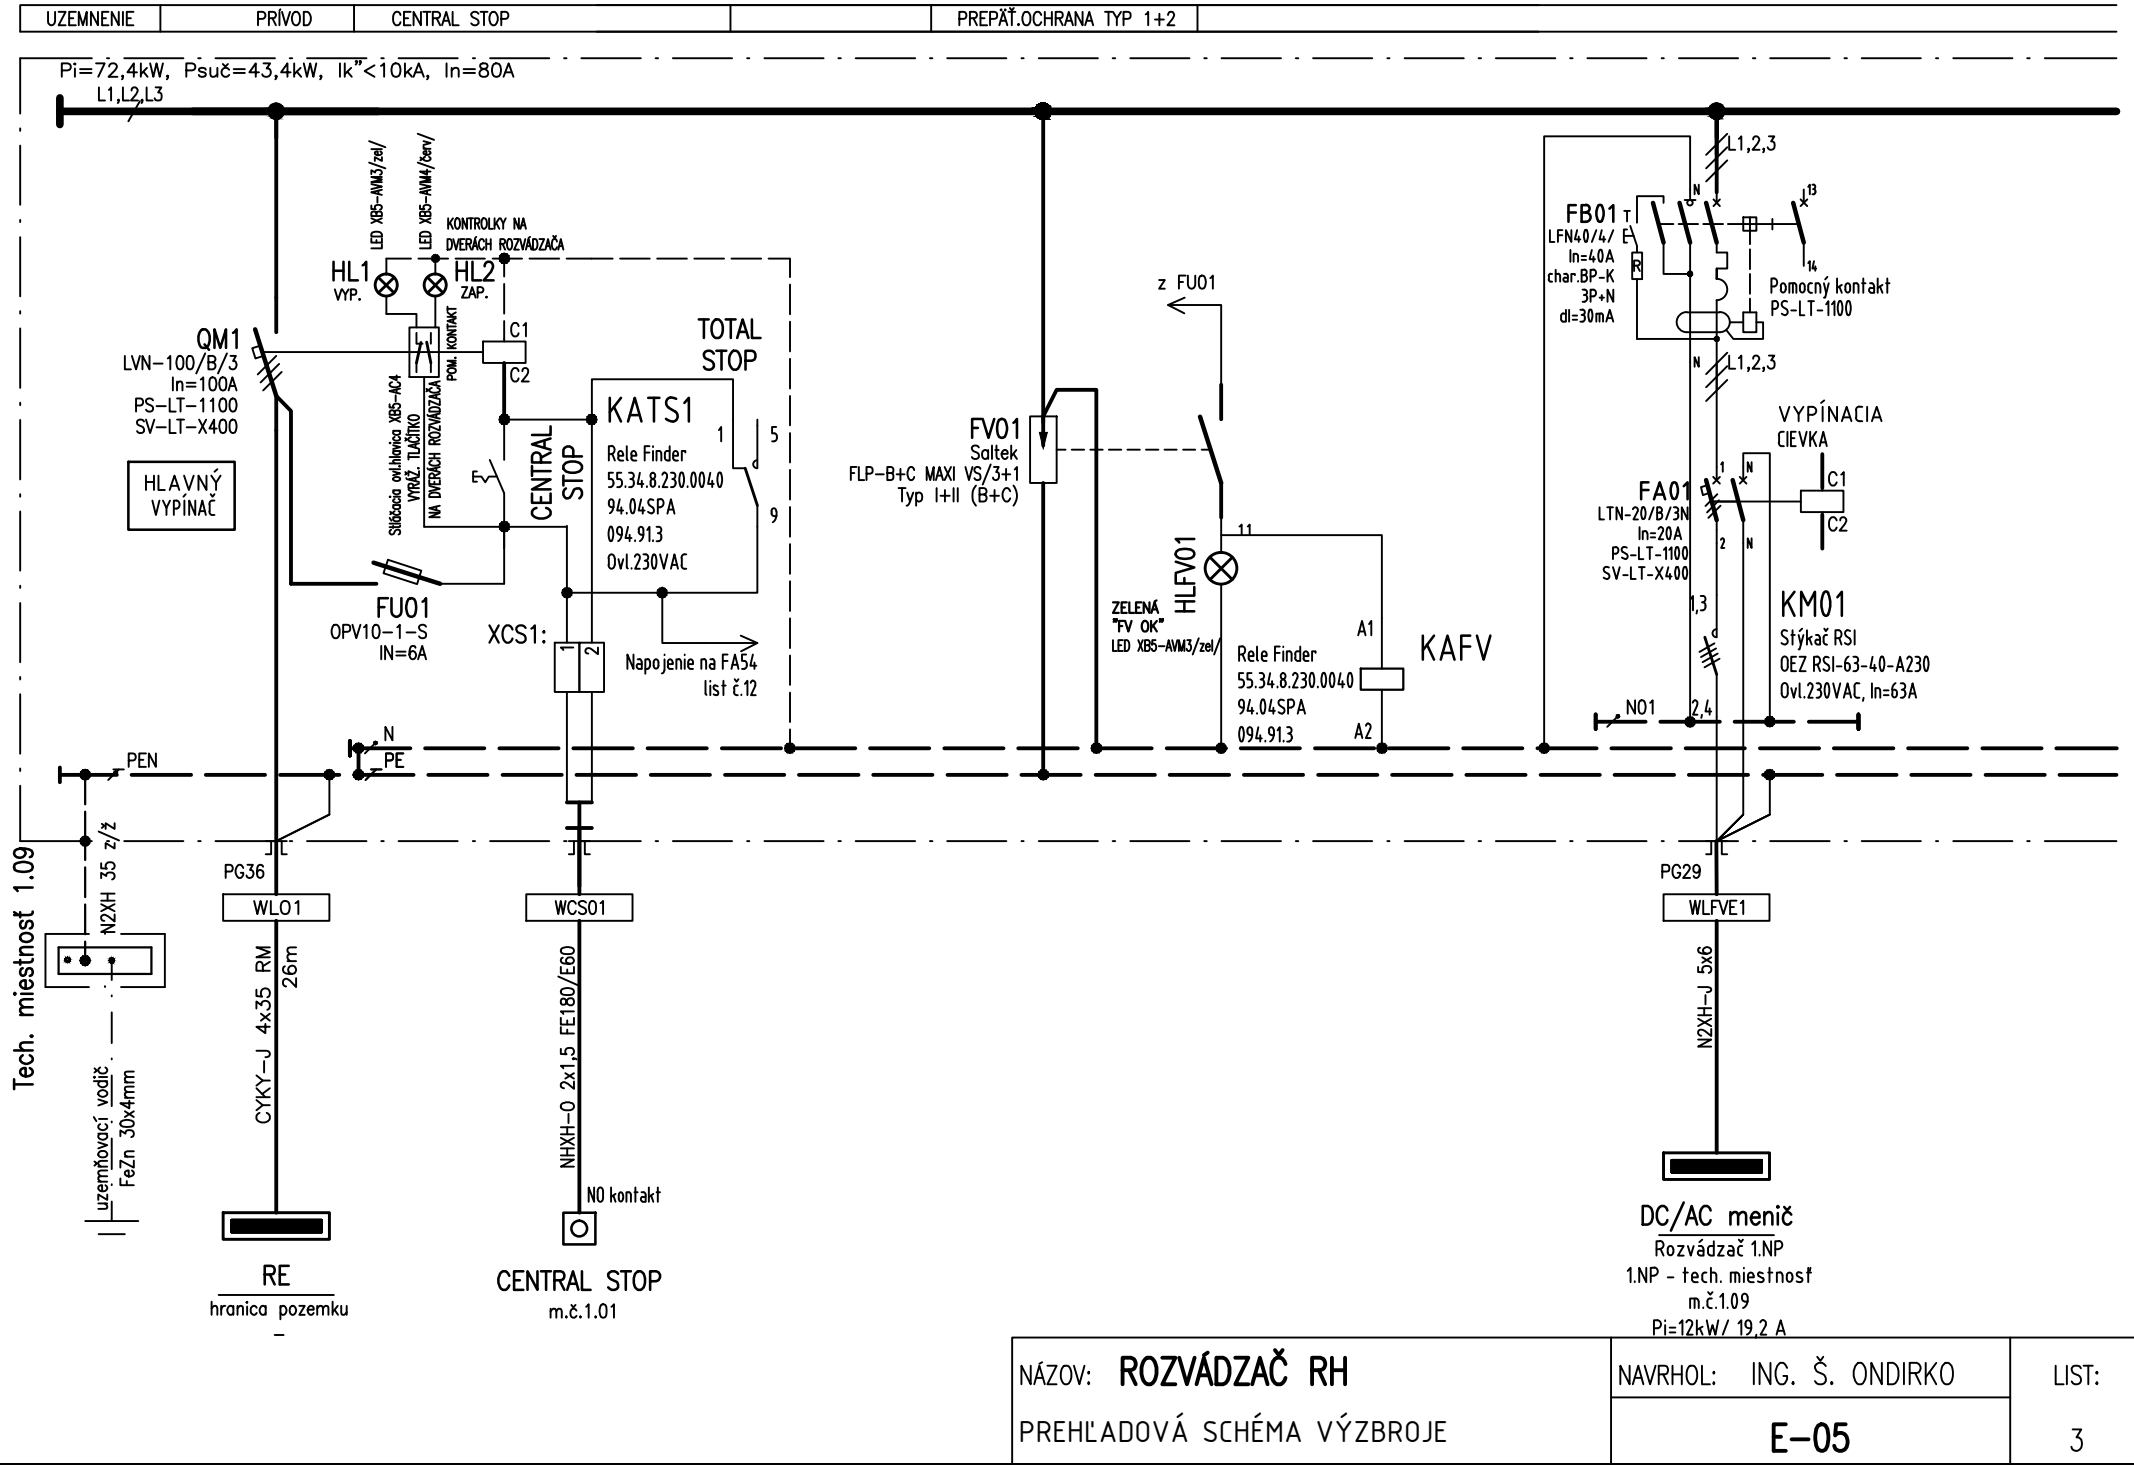 UZEMNENIE
PRÍVOD
CENTRAL STOP
PREPÄŤ.OCHRANA TYP 1+2
Pi=72,4kW, Psuč=43,4kW, Ik”<10kA, In=80A
L1,L2,L3
LED XB5-AVM3/zel/
LED XB5-AVM4/červ/
KONTROLKY NA
DVERÁCH ROZVÁDZAČA
HL1
VYP.
HL2
ZAP.
POM. KONTAKT
C1
C2
QM1
LVN-100/B/3
In=100A
PS-LT-1100
SV-LT-X400
HLAVNÝ
VYPÍNAČ
Stláčacia ovl.hlavica XB5-AC4
VYRÁŽ. TLAČÍTKO
NA DVERÁCH ROZVÁDZAČA
CENTRAL
STOP
TOTAL
STOP
KATS1
Rele Finder
55.34.8.230.0040
94.04SPA
094.91.3
Ovl.230VAC
1
5
9
FU01
OPV10-1-S
IN=6A
XCS1:
1
2
Napojenie na FA54
list č.12
z FU01
FV01
Saltek
FLP-B+C MAXI VS/3+1
Typ I+II (B+C)
11
HLFV01
ZELENÁ
"FV OK"
LED XB5-AVM3/zel/
Rele Finder
55.34.8.230.0040
94.04SPA
094.91.3
A1
A2
KAFV
L1,2,3
N
13
14
FB01
LFN40/4/
In=40A
char.BP-K
3P+N
dI=30mA
T
E
R
Pomocný kontakt
PS-LT-1100
N
L1,2,3
VYPÍNACIA
CIEVKA
C1
C2
1
N
FA01
LTN-20/B/3N
In=20A
PS-LT-1100
SV-LT-X400
2
N
1,3
2,4
KM01
Stýkač RSI
OEZ RSI-63-40-A230
Ovl.230VAC, In=63A
N01
N
PE
PEN
N2XH 35 z/ž
Tech. miestnosť 1.09
PG36
WL01
CYKY-J 4x35 RM
26m
uzemňovací vodič
FeZn 30x4mm
RE
hranica pozemku
–
WCS01
NHXH-O 2x1,5 FE180/E60
NO kontakt
CENTRAL STOP
m.č.1.01
PG29
WLFVE1
N2XH-J 5x6
DC/AC menič
Rozvádzač 1.NP
1.NP - tech. miestnosť
m.č.1.09
Pi=12kW/ 19,2 A
NÁZOV: ROZVÁDZAČ RH
PREHĽADOVÁ SCHÉMA VÝZBROJE
NAVRHOL: ING. Š. ONDIRKO
E-05
LIST:
3